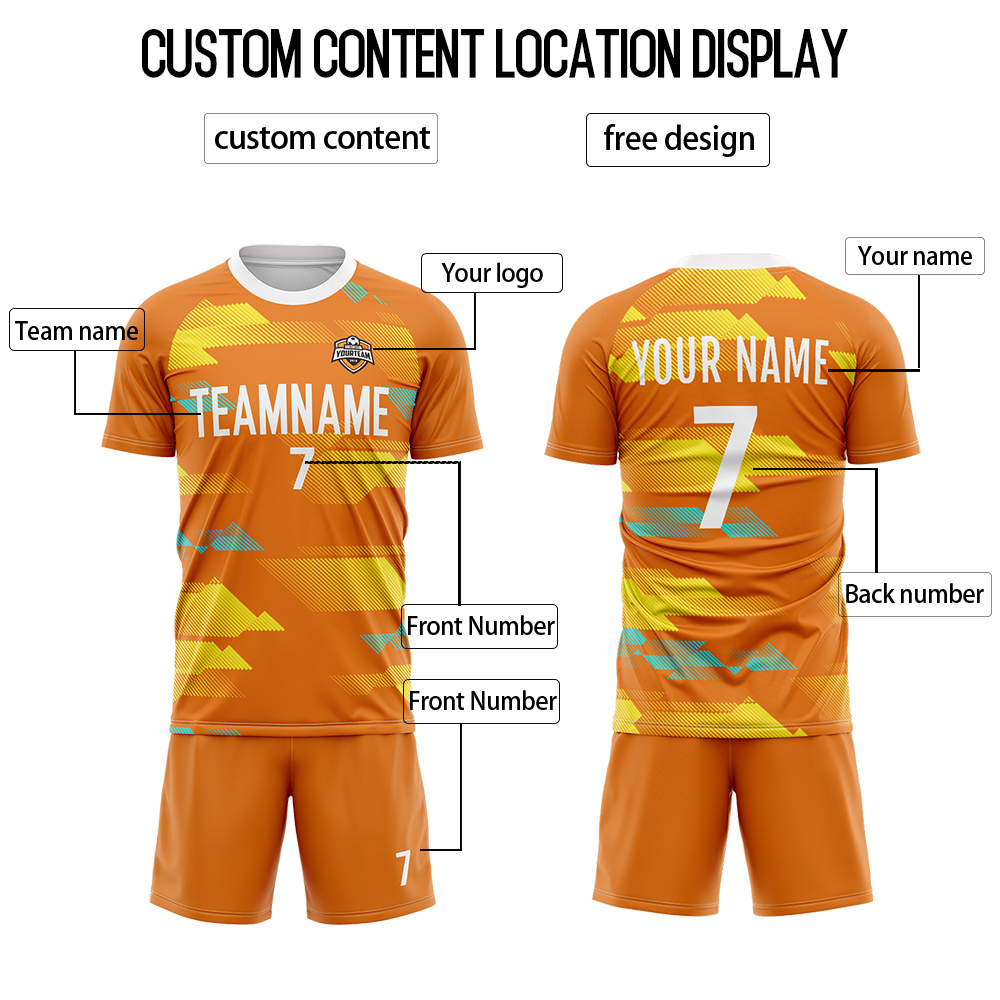 CUSTOM CONTENT LOCATION DISPLAY
custom content
free design
Your logo
Your name
Team name
YOURTEAM
TEAMNAME
7
YOUR NAME
7
Front Number
Back number
Front Number
7